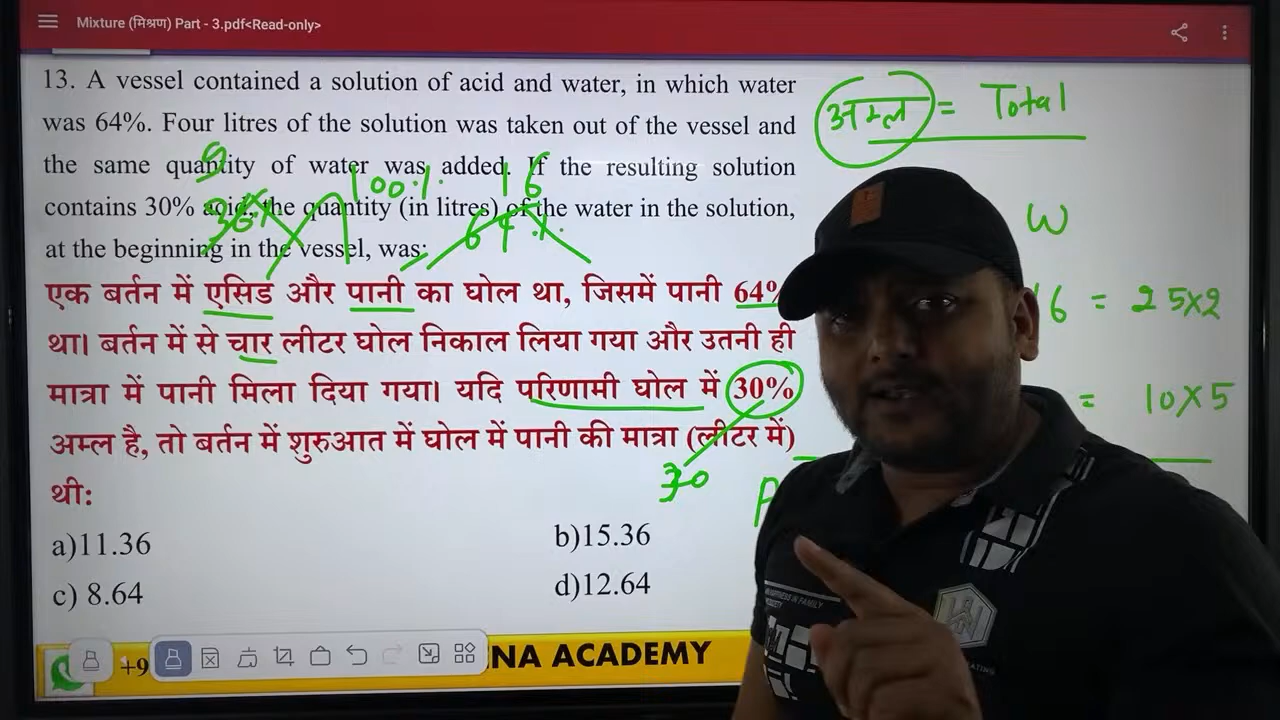 Mixture (मिश्रण) Part - 3.pdf<Read-only>
13. A vessel contained a solution of acid and water, in which water
was 64%. Four litres of the solution was taken out of the vessel and
the same quantity of water was added. If the resulting solution
contains 30% acid, the quantity (in litres) of the water in the solution,
at the beginning in the vessel, was:
9
100%
16
36%
64%
एक बर्तन में एसिड और पानी का घोल था, जिसमें पानी 64%
था। बर्तन में से चार लीटर घोल निकाल लिया गया और उतनी ही
मात्रा में पानी मिला दिया गया। यदि परिणामी घोल में 30%
अम्ल है, तो बर्तन में शुरुआत में घोल में पानी की मात्रा (लीटर में)
थी:
30
a)11.36
b)15.36
c) 8.64
d)12.64
अम्ल = Total
W
16 = 25x2
= 10x5
+9
NA ACADEMY